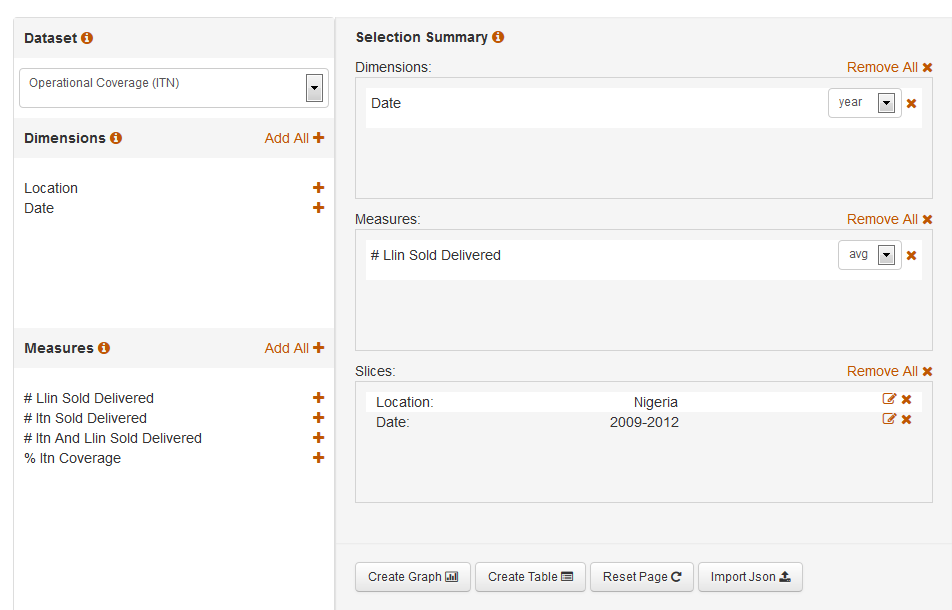 Dataset
Operational Coverage (ITN)
Dimensions Add All
Location
Date
Measures Add All
# Llin Sold Delivered
# Itn Sold Delivered
# Itn And Llin Sold Delivered
% Itn Coverage
Selection Summary
Dimensions: Remove All
Date year
Measures: Remove All
# Llin Sold Delivered avg
Slices: Remove All
Location: Nigeria
Date: 2009-2012
Create Graph Create Table Reset Page Import Json